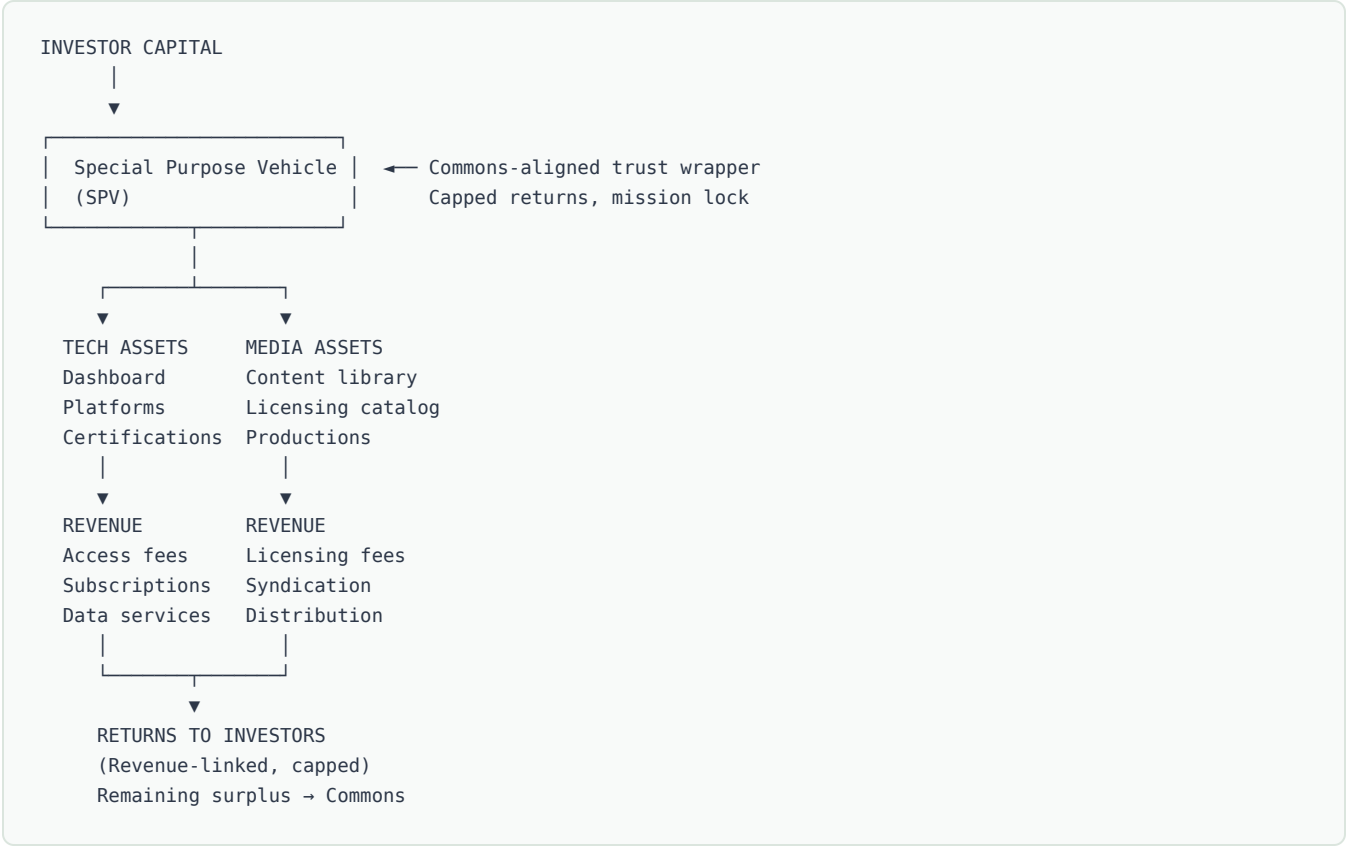 INVESTOR CAPITAL
Special Purpose Vehicle ◄── Commons-aligned trust wrapper
(SPV) Capped returns, mission lock
TECH ASSETS MEDIA ASSETS
Dashboard Content library
Platforms Licensing catalog
Certifications Productions
REVENUE REVENUE
Access fees Licensing fees
Subscriptions Syndication
Data services Distribution
RETURNS TO INVESTORS
(Revenue-linked, capped)
Remaining surplus → Commons